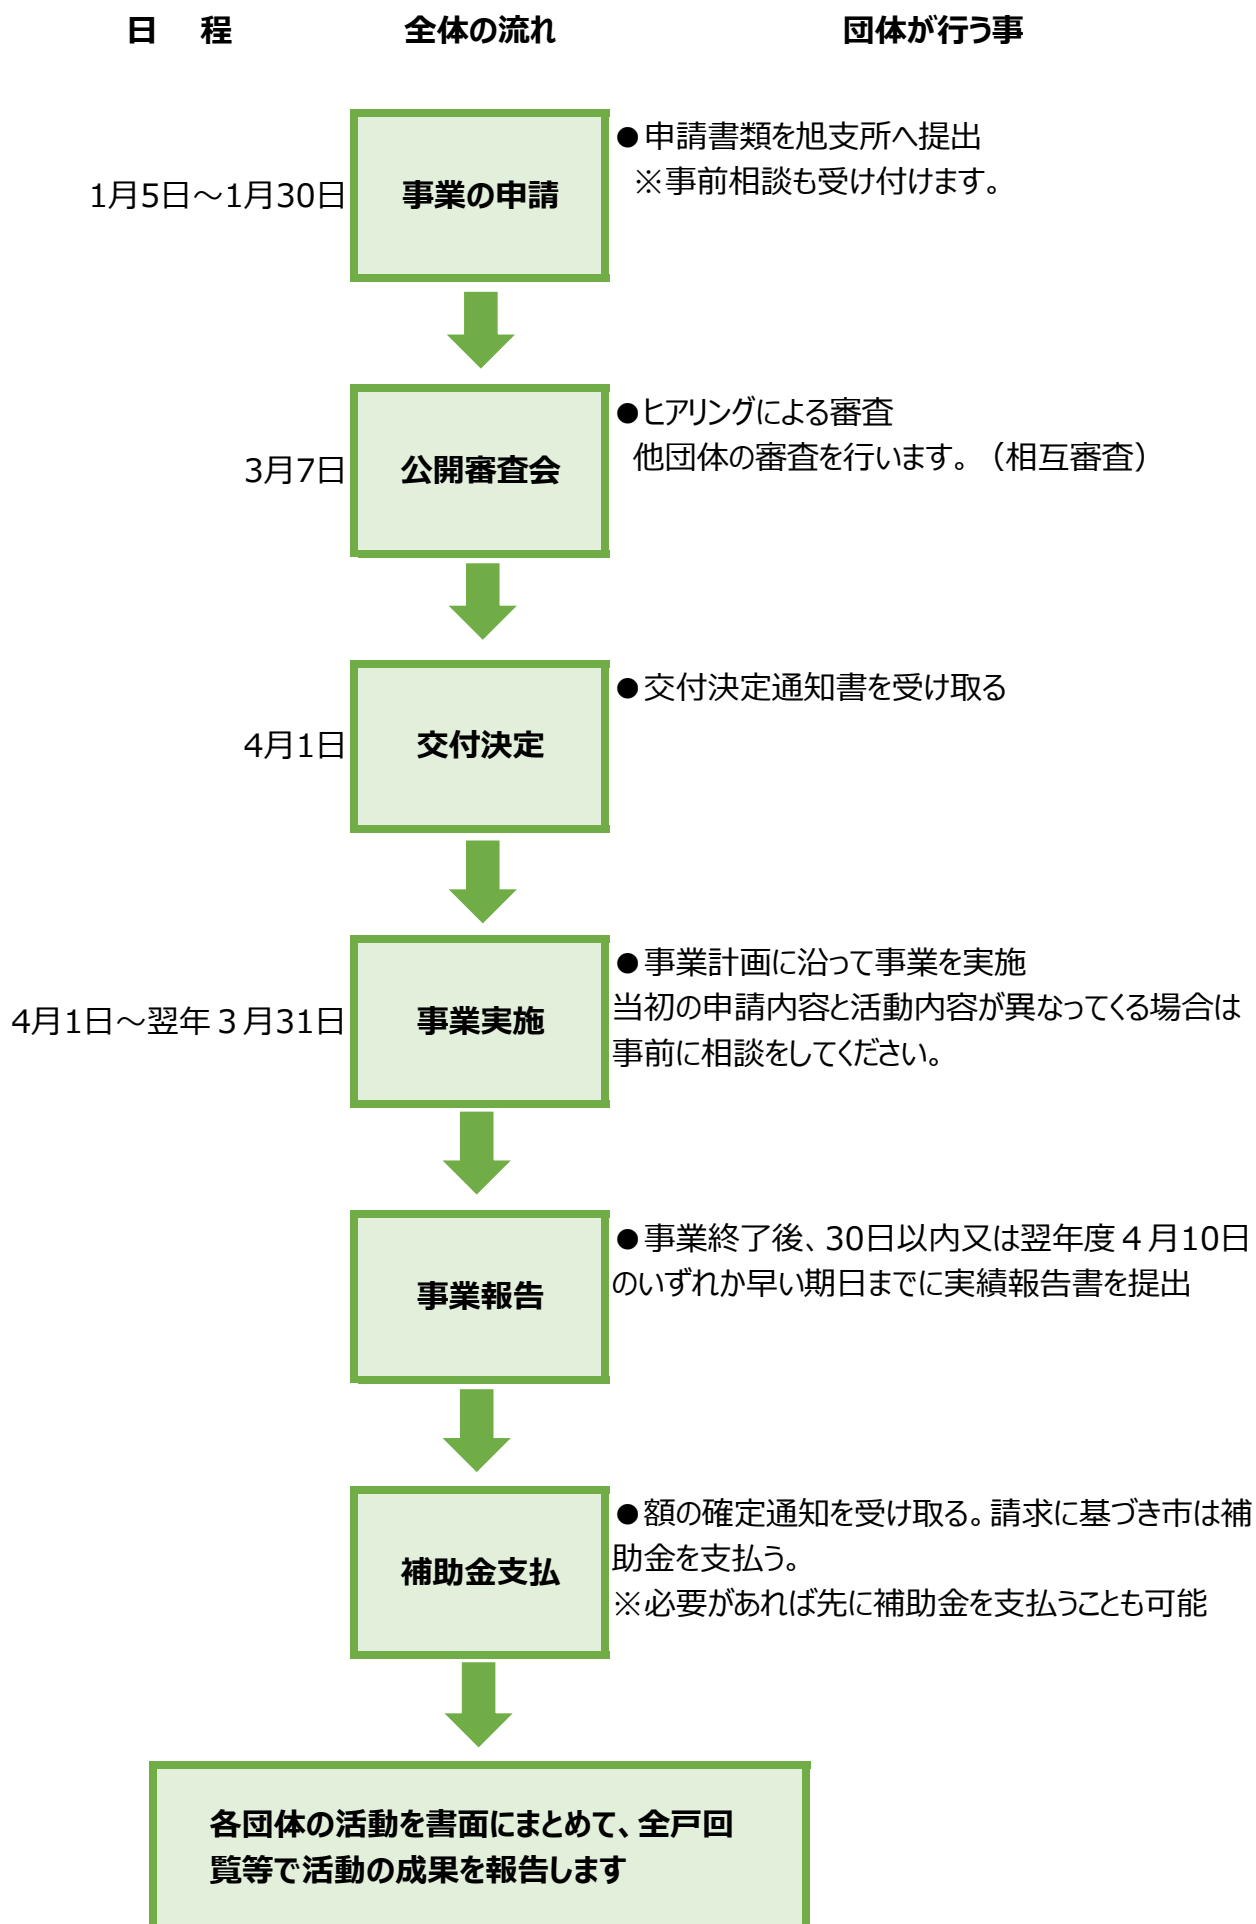 日　程　全体の流れ　団体が行う事
1月5日～1月30日
事業の申請
●申請書類を旭支所へ提出
※事前相談も受け付けます。
3月7日
公開審査会
●ヒアリングによる審査
他団体の審査を行います。（相互審査）
4月1日
交付決定
●交付決定通知書を受け取る
4月1日～翌年３月31日
事業実施
●事業計画に沿って事業を実施
当初の申請内容と活動内容が異なってくる場合は
事前に相談をしてください。
事業報告
●事業終了後、30日以内又は翌年度４月10日
のいずれか早い期日までに実績報告書を提出
補助金支払
●額の確定通知を受け取る。請求に基づき市は補
助金を支払う。
※必要があれば先に補助金を支払うことも可能
各団体の活動を書面にまとめて、全戸回
覧等で活動の成果を報告します